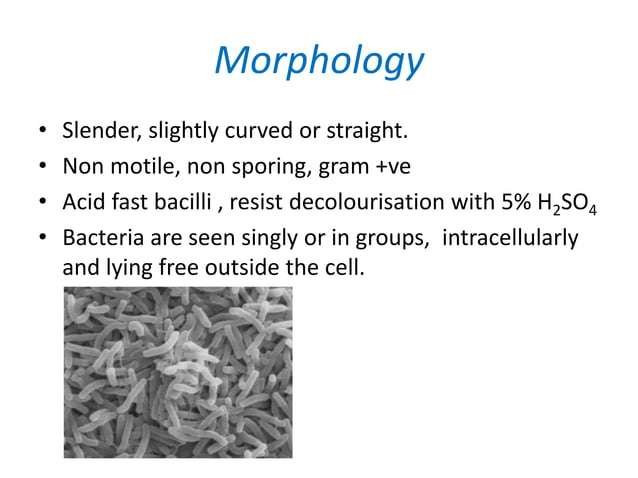 Morphology
• Slender, slightly curved or straight.
• Non motile, non sporing, gram +ve
• Acid fast bacilli , resist decolourisation with 5% H₂SO₄
• Bacteria are seen singly or in groups,  intracellularly
and lying free outside the cell.